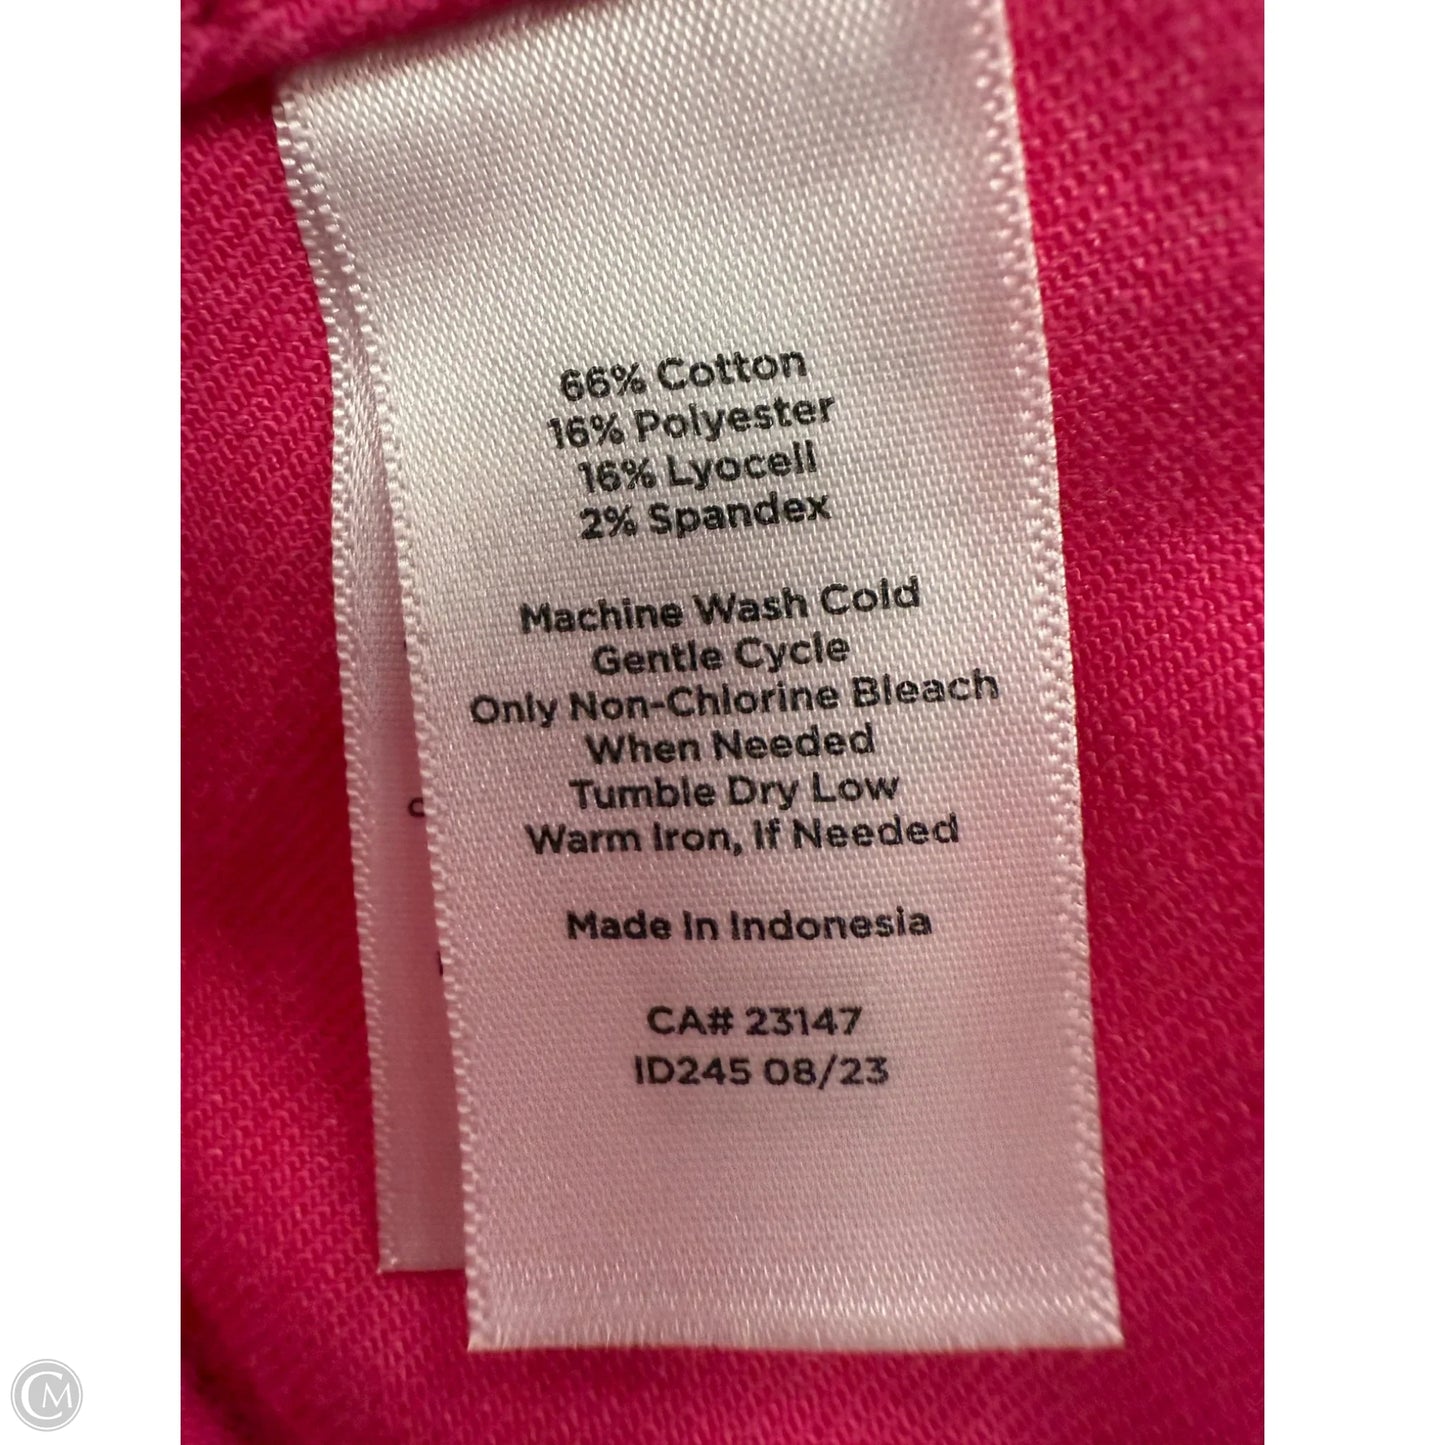 66% Cotton
16% Polyester
16% Lyocell
2% Spandex
Machine Wash Cold
Gentle Cycle
Only Non-Chlorine Bleach
When Needed
Tumble Dry Low
Warm Iron, If Needed
Made In Indonesia
CA# 23147
ID245 08/23
CM